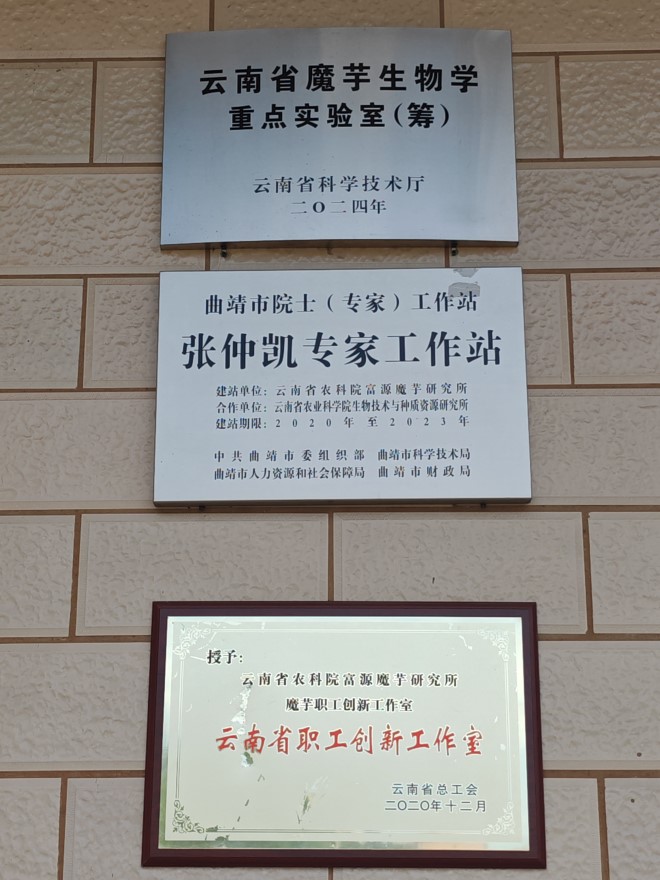 云南省魔芋生物学
重点实验室(筹)
云南省科学技术厅
二〇二四年
曲靖市院士（专家）工作站
张仲凯专家工作站
建站单位：云南省农科院富源魔芋研究所
合作单位：云南省农业科学院生物技术与种质资源研究所
建站期限：2020年至2023年
中共曲靖市委组织部 曲靖市科学技术局
曲靖市人力资源和社会保障局 曲靖市财政局
授予：
云南省农科院富源魔芋研究所
魔芋职工创新工作室
云南省职工创新工作室
云南省总工会
二〇二〇年十二月